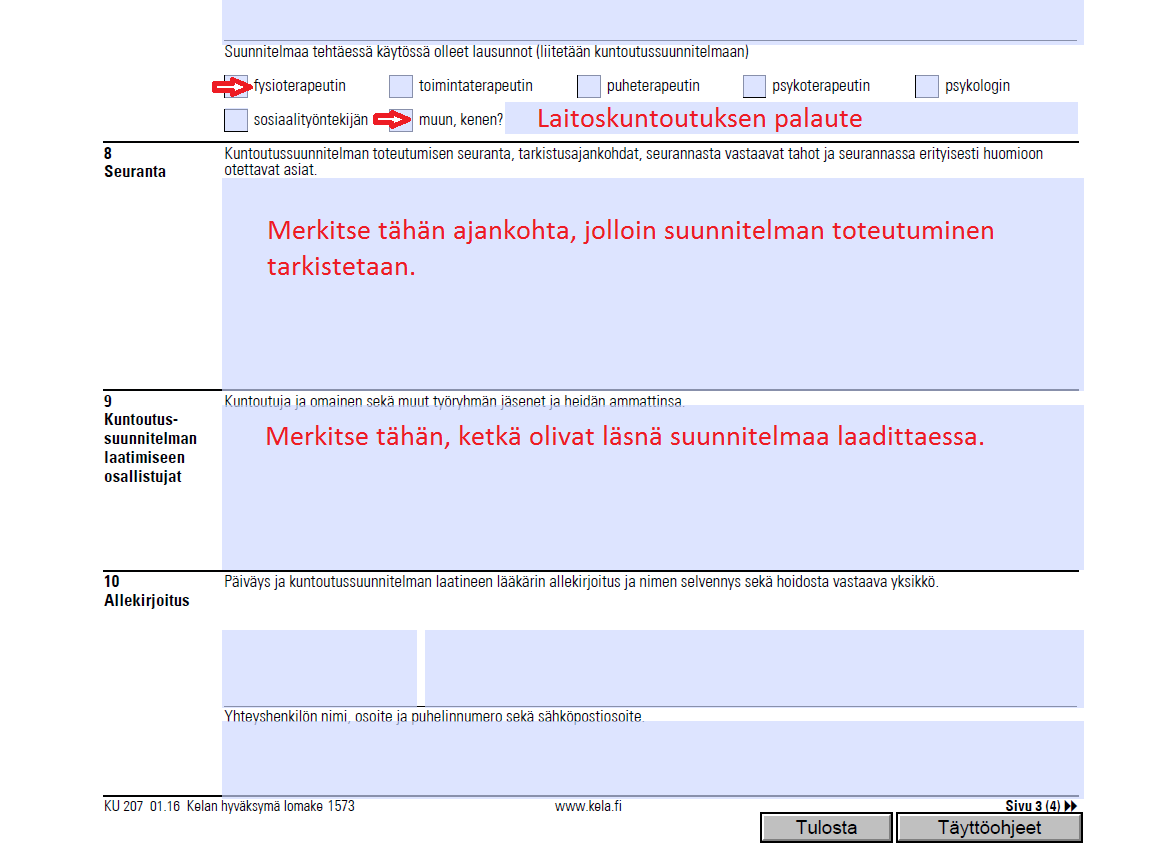 Suunnitelmaa tehtäessä käytössä olleet lausunnot (liitetään kuntoutussuunnitelmaan)
fysioterapeutin toimintaterapeutin puheterapeutin psykoterapeutin psykologin
sosiaalityöntekijän muun, kenen? Laitoskuntoutuksen palaute
8
Seuranta
Kuntoutussuunnitelman toteutumisen seuranta, tarkistusajankohdat, seurannasta vastaavat tahot ja seurannassa erityisesti huomioon
otettavat asiat.
Merkitse tähän ajankohta, jolloin suunnitelman toteutuminen
tarkistetaan.
9
Kuntoutus-
suunnitelman
laatimiseen
osallistujat
Kuntoutuja ja omainen sekä muut työryhmän jäsenet ja heidän ammattinsa.
Merkitse tähän, ketkä olivat läsnä suunnitelmaa laadittaessa.
10
Allekirjoitus
Päiväys ja kuntoutussuunnitelman laatineen lääkärin allekirjoitus ja nimen selvennys sekä hoidosta vastaava yksikkö.
Yhteyshenkilön nimi, osoite ja puhelinnumero sekä sähköpostiosoite.
KU 207 01.16 Kelan hyväksymä lomake 1573 www.kela.fi Sivu 3 (4)
Tulosta Täyttöohjeet